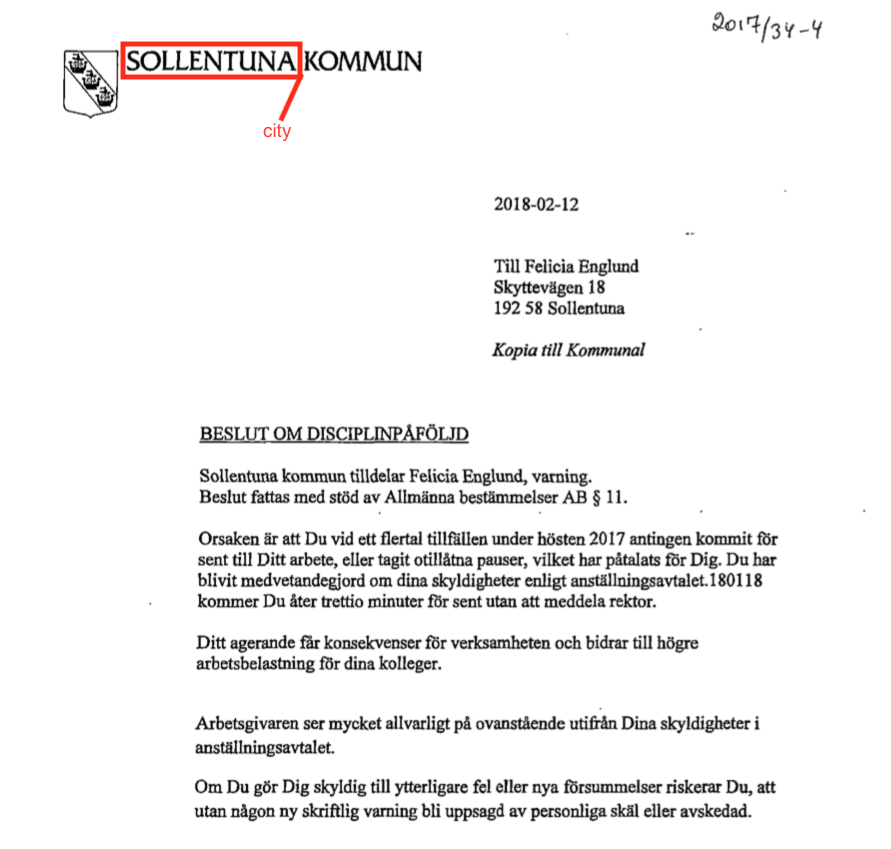 2017/34-4
SOLLENTUNA KOMMUN
city
2018-02-12
Till Felicia Englund
Skyttevägen 18
192 58 Sollentuna
Kopia till Kommunal
BESLUT OM DISCIPLINPÅFÖLJD
Sollentuna kommun tilldelar Felicia Englund, varning.
Beslut fattas med stöd av Allmänna bestämmelser AB § 11.
Orsaken är att Du vid ett flertal tillfällen under hösten 2017 antingen kommit för
sent till Ditt arbete, eller tagit otillåtna pauser, vilket har påtalats för Dig. Du har
blivit medvetandegjord om dina skyldigheter enligt anställningsavtalet.180118
kommer Du åter trettio minuter för sent utan att meddela rektor.
Ditt agerande får konsekvenser för verksamheten och bidrar till högre
arbetsbelastning för dina kolleger.
Arbetsgivaren ser mycket allvarligt på ovanstående utifrån Dina skyldigheter i
anställningsavtalet.
Om Du gör Dig skyldig till ytterligare fel eller nya försummelser riskerar Du, att
utan någon ny skriftlig varning bli uppsagd av personliga skäl eller avskedad.